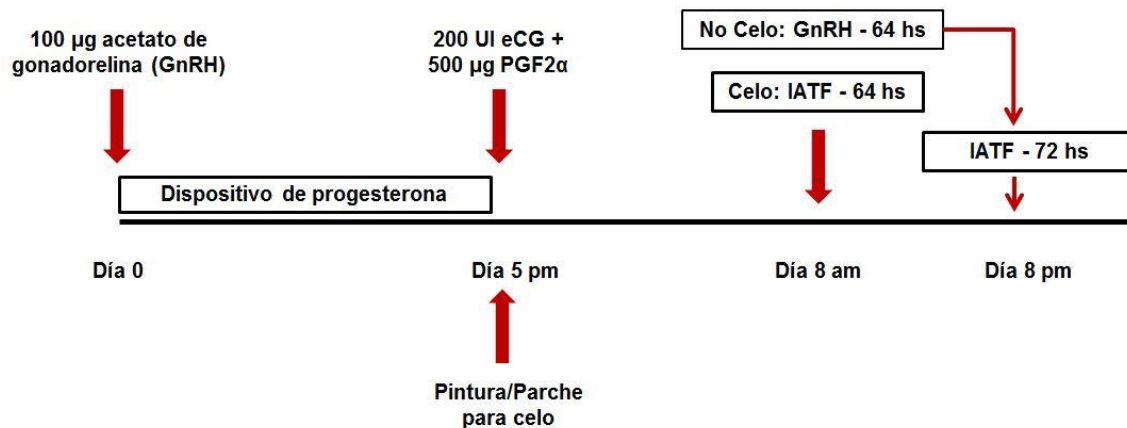 100 µg acetato de
gonadorelina (GnRH)
200 UI eCG +
500 µg PGF2α
No Celo: GnRH - 64 hs
Celo: IATF - 64 hs
IATF - 72 hs
Dispositivo de progesterona
Día 0
Día 5 pm
Día 8 am
Día 8 pm
Pintura/Parche
para celo